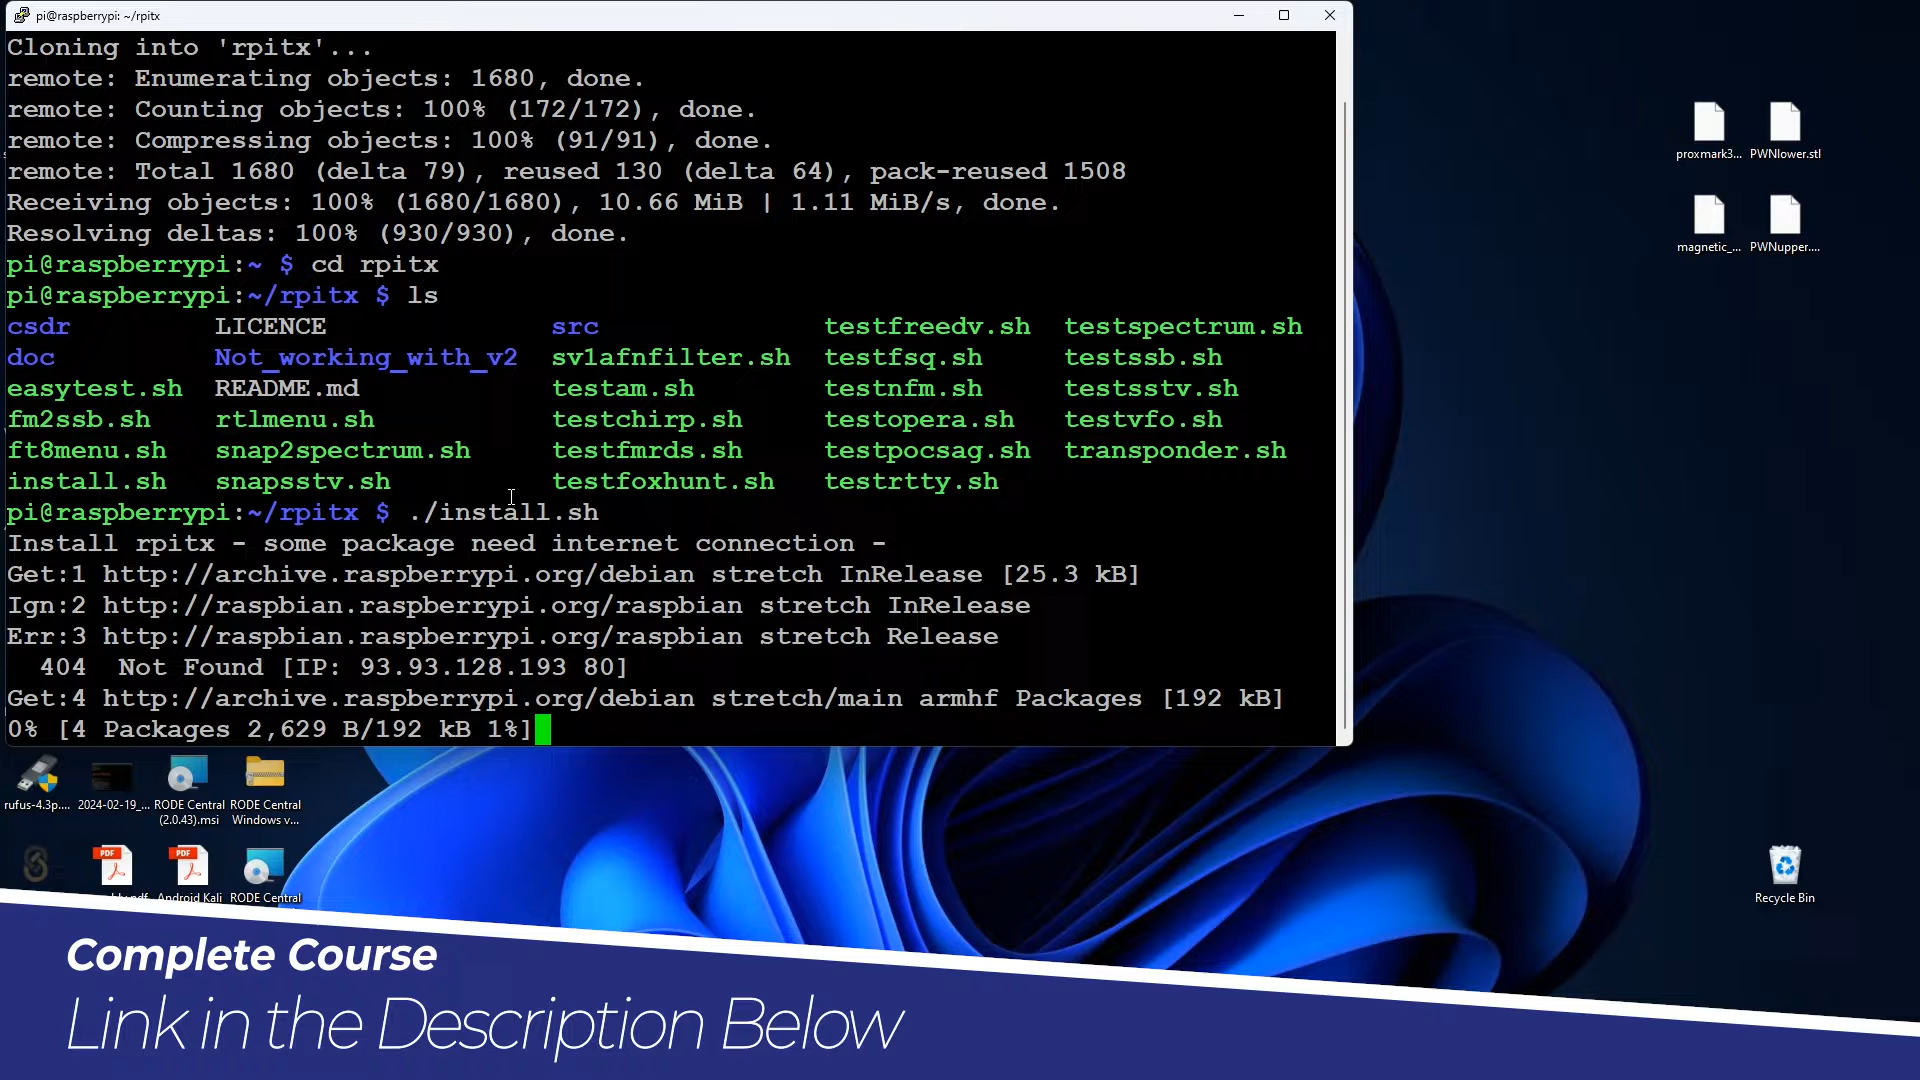 pi@raspberrypi: ~/rpitx
Cloning into 'rpitx'...
remote: Enumerating objects: 1680, done.
remote: Counting objects: 100% (172/172), done.
remote: Compressing objects: 100% (91/91), done.
remote: Total 1680 (delta 79), reused 130 (delta 64), pack-reused 1508
Receiving objects: 100% (1680/1680), 10.66 MiB | 1.11 MiB/s, done.
Resolving deltas: 100% (930/930), done.
pi@raspberrypi:~ $ cd rpitx
pi@raspberrypi:~/rpitx $ ls
csdr LICENCE src testfreedv.sh testspectrum.sh
doc Not_working_with_v2 sv1afnfilter.sh testfsq.sh testssb.sh
easytest.sh README.md testam.sh testnfm.sh testsstv.sh
fm2ssb.sh rtlmenu.sh testchirp.sh testopera.sh testvfo.sh
ft8menu.sh snap2spectrum.sh testfmrds.sh testpocsag.sh transponder.sh
install.sh snapsstv.sh testfoxhunt.sh testrtty.sh
pi@raspberrypi:~/rpitx $ ./install.sh
Install rpitx - some package need internet connection -
Get:1 http://archive.raspberrypi.org/debian stretch InRelease [25.3 kB]
Ign:2 http://raspbian.raspberrypi.org/raspbian stretch InRelease
Err:3 http://raspbian.raspberrypi.org/raspbian stretch Release
404 Not Found [IP: 93.93.128.193 80]
Get:4 http://archive.raspberrypi.org/debian stretch/main armhf Packages [192 kB]
0% [4 Packages 2,629 B/192 kB 1%]
proxmark3... PWNlower.stl
magnetic_... PWNupper....
rufus-4.3p.... 2024-02-19_... RODE Central (2.0.43).msi RODE Central Windows v...
Android Kali RODE Central
Recycle Bin
Complete Course
Link in the Description Below